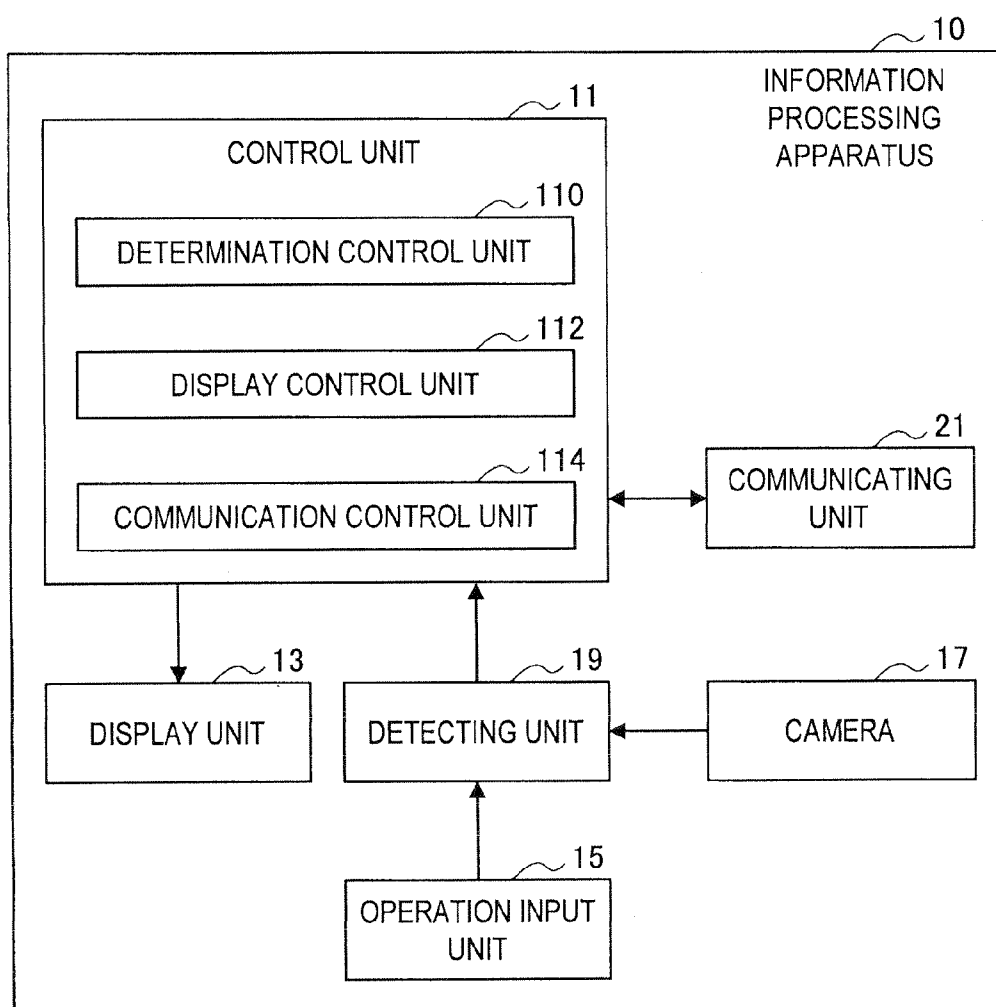 10
INFORMATION
PROCESSING
APPARATUS
11
CONTROL UNIT
110
DETERMINATION CONTROL UNIT
112
DISPLAY CONTROL UNIT
114
COMMUNICATION CONTROL UNIT
21
COMMUNICATING
UNIT
13
DISPLAY UNIT
19
DETECTING UNIT
17
CAMERA
15
OPERATION INPUT
UNIT